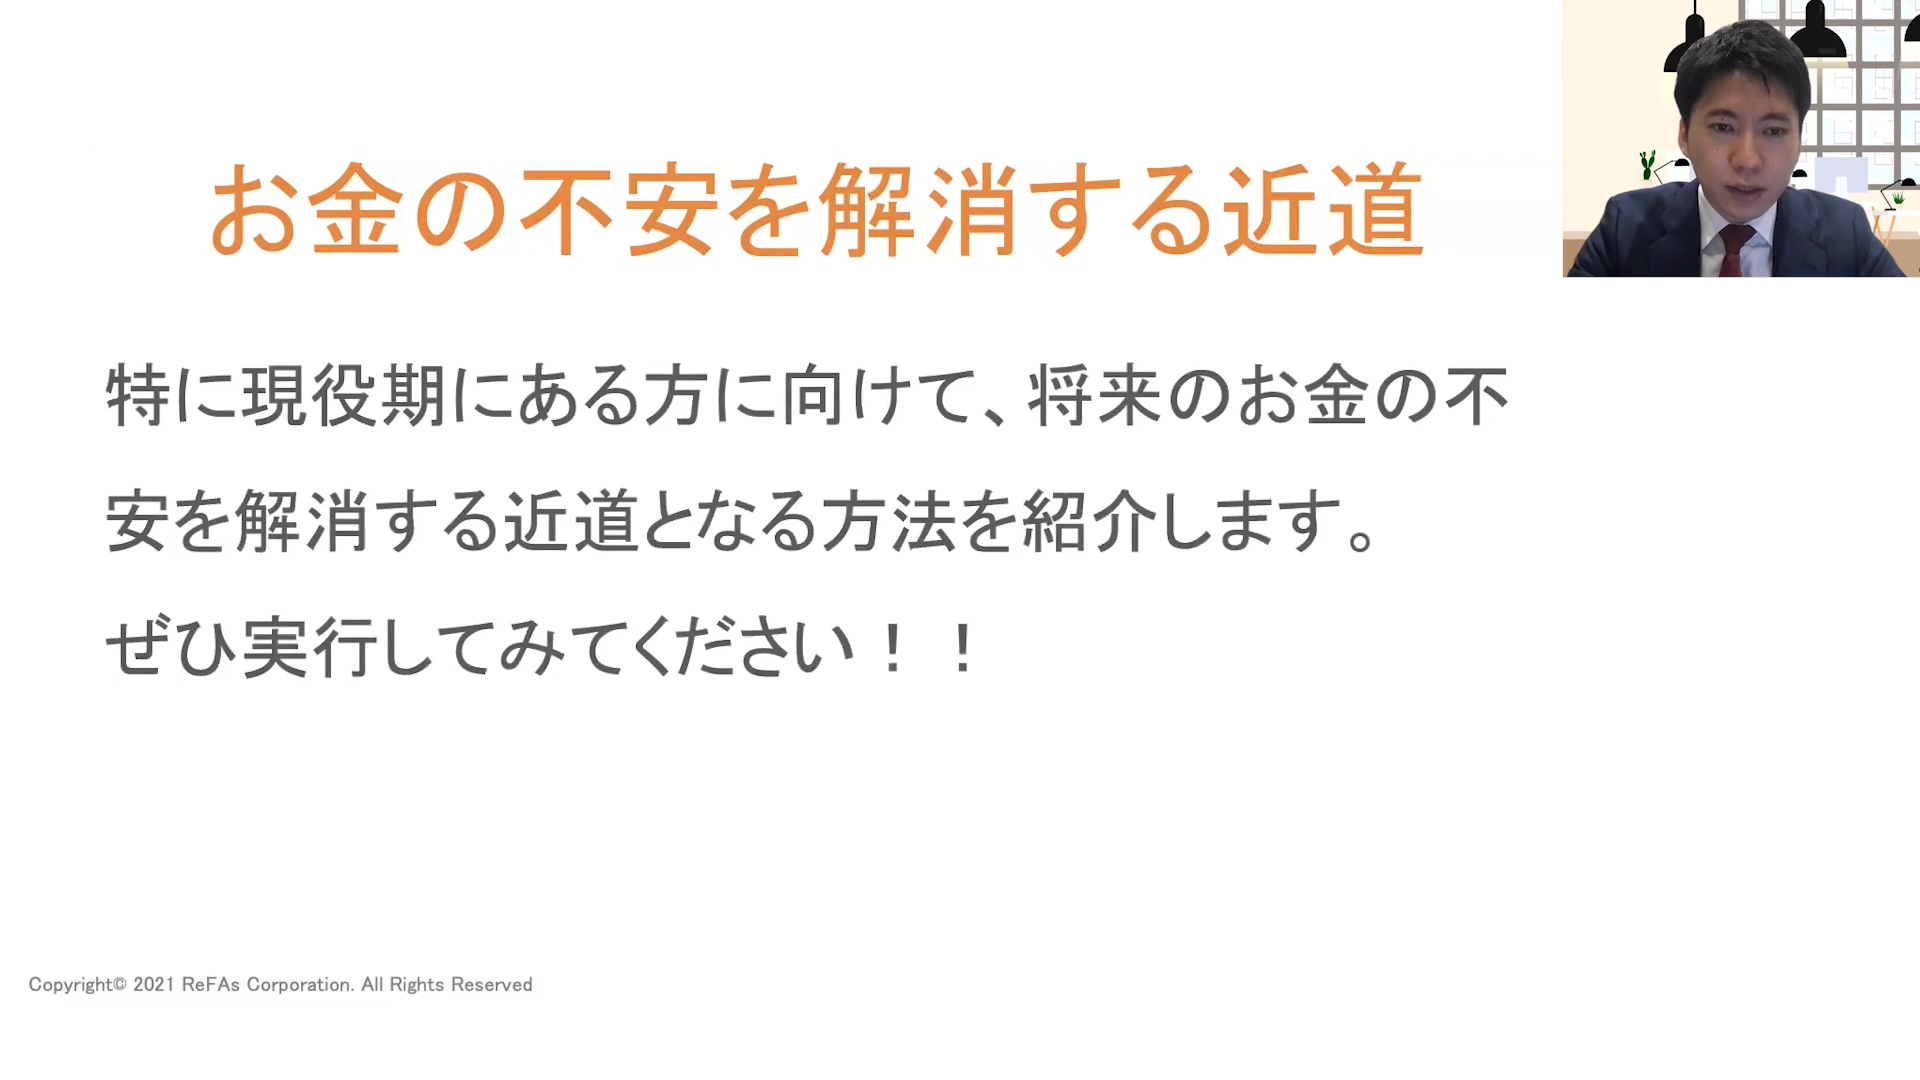 お金の不安を解消する近道
特に現役期にある方に向けて、将来のお金の不
安を解消する近道となる方法を紹介します。
ぜひ実行してみてください！！
Copyright© 2021 ReFAs Corporation. All Rights Reserved